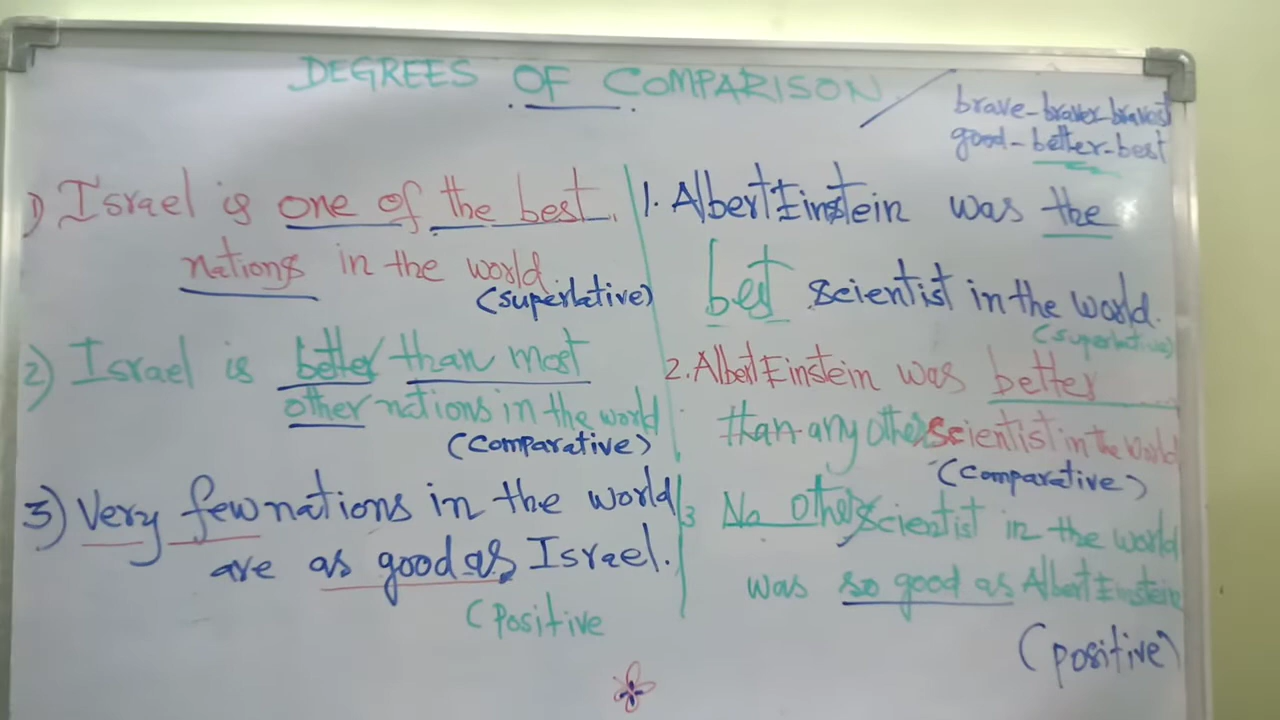 DEGREES OF COMPARISON
brave-braver-bravest
good-better-best
1) Israel is one of the best
nations in the world
(superlative)
2) Israel is better than most
other nations in the world
(comparative)
3) Very few nations in the world
are as good as Israel.
(Positive
1. Albert Einstein was the
best scientist in the world.
(superlative)
2. Albert Einstein was better
than any other scientist in the world
(comparative)
3 No other scientist in the world
was so good as Albert Einstein
(positive)